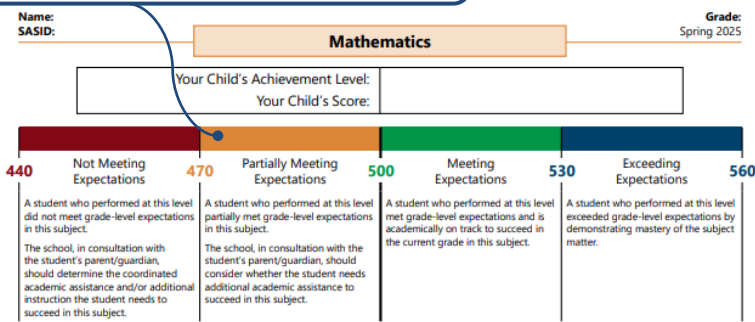 Name:
Grade:
SASID:
Spring 2025
Mathematics
Your Child's Achievement Level:
Your Child's Score:
440
Not Meeting
Expectations
470
Partially Meeting
Expectations
500
Meeting
Expectations
530
Exceeding
Expectations
560
A student who performed at this level
did not meet grade-level expectations
in this subject.
The school, in consultation with
the student's parent/guardian,
should determine the coordinated
academic assistance and/or additional
instruction the student needs to
succeed in this subject.
A student who performed at this level
partially met grade-level expectations
in this subject.
The school, in consultation with the
student's parent/guardian, should
consider whether the student needs
additional academic assistance to
succeed in this subject.
A student who performed at this level
met grade-level expectations and is
academically on track to succeed in
the current grade in this subject.
A student who performed at this level
exceeded grade-level expectations by
demonstrating mastery of the subject
matter.